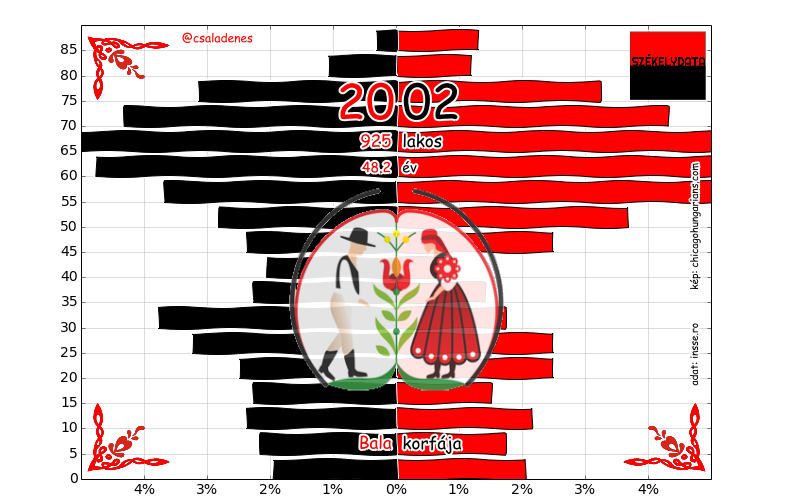 @csaladenes
SZÉKELYDATA
2002
925 lakos
48.2 év
kép: chicagohungarians.com
adat: insse.ro
Bala korfája
85
80
75
70
65
60
55
50
45
40
35
30
25
20
15
10
5
0
4% 3% 2% 1% 0% 1% 2% 3% 4%